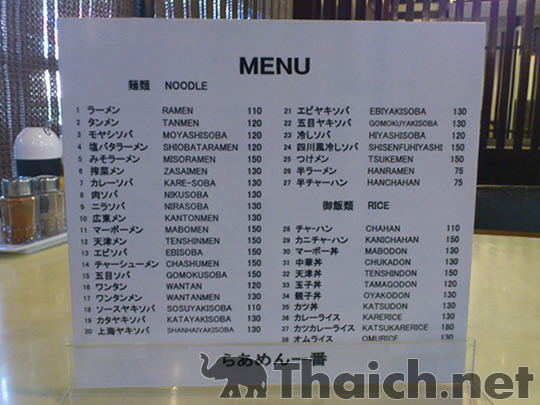 MENU
麺類 NOODLE
1 ラーメン RAMEN 110
2 タンメン TANMEN 120
3 モヤシソバ MOYASHISOBA 120
4 塩バタラーメン SHIOBATARAMEN 120
5 みそラーメン MISORAMEN 150
6 搾菜メン ZASAIMEN 130
7 カレーソバ KARE-SOBA 130
8 肉ソバ NIKUSOBA 130
9 ニラソバ NIRASOBA 130
10 広東メン KANTONMEN 130
11 マーボーメン MABOMEN 150
12 天津メン TENSHINMEN 150
13 エビソバ EBISOBA 150
14 チャーシューメン CHASHUMEN 150
15 五目ソバ GOMOKUSOBA 150
16 ワンタン WANTAN 120
17 ワンタンメン WANTANMEN 130
18 ソースヤキソバ SOSUYAKISOBA 110
19 カタヤキソバ KATAYAKISOBA 130
20 上海ヤキソバ SHANHAIYAKISOBA 130
21 エビヤキソバ EBIYAKISOBA 130
22 五目ヤキソバ GOMOKUYAKISOBA 130
23 冷しソバ HIYASHISOBA 120
24 四川風冷しソバ SHISENFUHIYASHI 150
25 つけメン TSUKEMEN 150
26 半ラーメン HANRAMEN 75
27 半チャーハン HANCHAHAN 75
御飯類 RICE
28 チャーハン CHAHAN 110
29 カニチャーハン KANICHAHAN 150
30 マーボー丼 MABODON 130
31 中華丼 CHUKADON 130
32 天津丼 TENSHINDON 150
33 玉子丼 TAMAGODON 120
34 親子丼 OYAKODON 130
35 カツ丼 KATSUDON 130
36 カレーライス KARERICE 130
37 カツカレーライス KATSUKARERICE 180
38 オムライス OMURICE 130
らあめん一番
Thaich.net